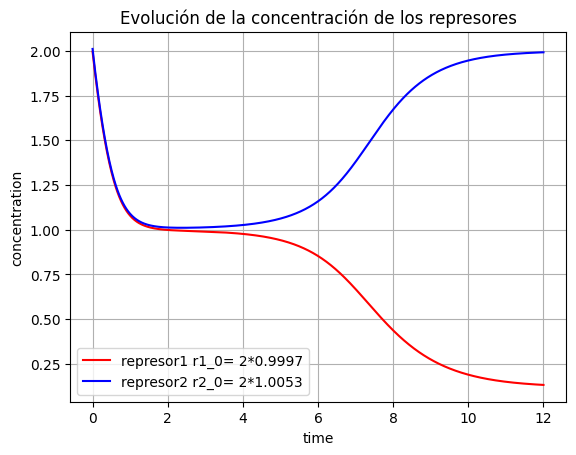 Evolución de la concentración de los represores
concentration
2.00
1.75
1.50
1.25
1.00
0.75
0.50
0.25
represor1 r1_0= 2*0.9997
represor2 r2_0= 2*1.0053
0 2 4 6 8 10 12
time